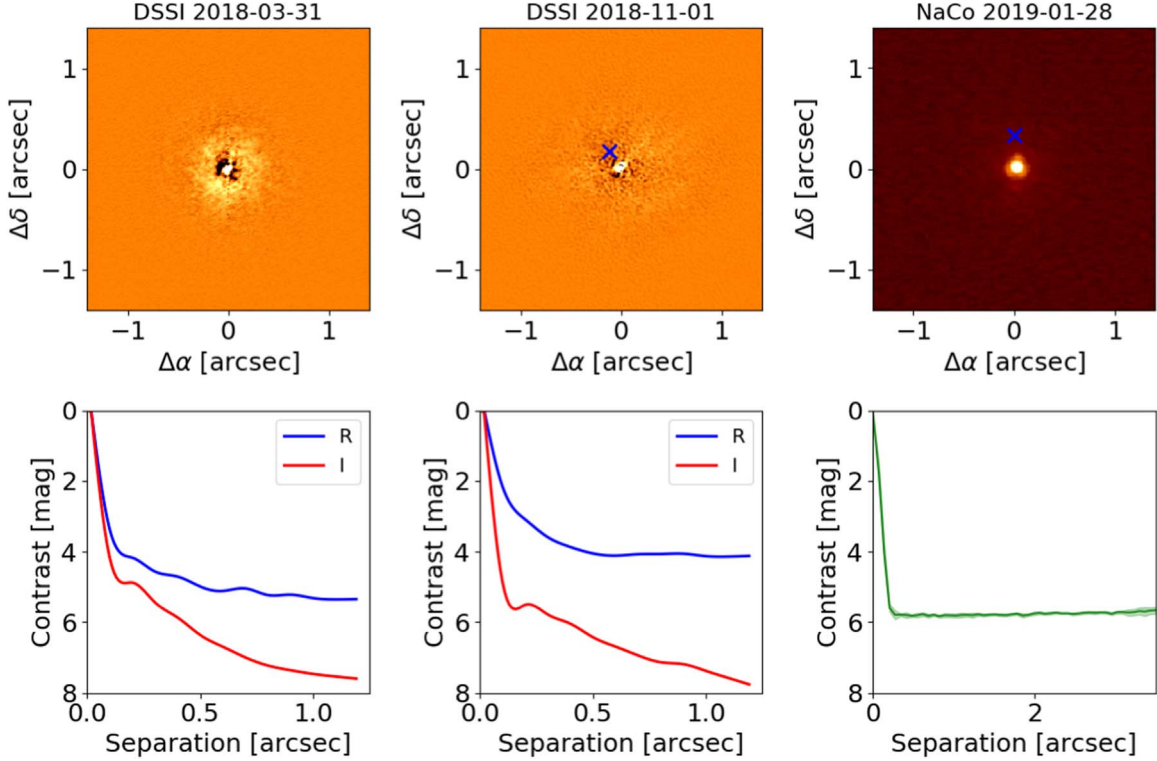 DSSI 2018-03-31
DSSI 2018-11-01
NaCo 2019-01-28
Δδ [arcsec]
1
0
−1
−1
0
1
Δα [arcsec]
Δδ [arcsec]
1
0
−1
−1
0
1
Δα [arcsec]
Δδ [arcsec]
1
0
−1
−1
0
1
Δα [arcsec]
Contrast [mag]
0
2
4
6
8
R
I
0.0
0.5
1.0
Separation [arcsec]
Contrast [mag]
0
2
4
6
8
R
I
0.0
0.5
1.0
Separation [arcsec]
Contrast [mag]
0
2
4
6
8
0
2
Separation [arcsec]